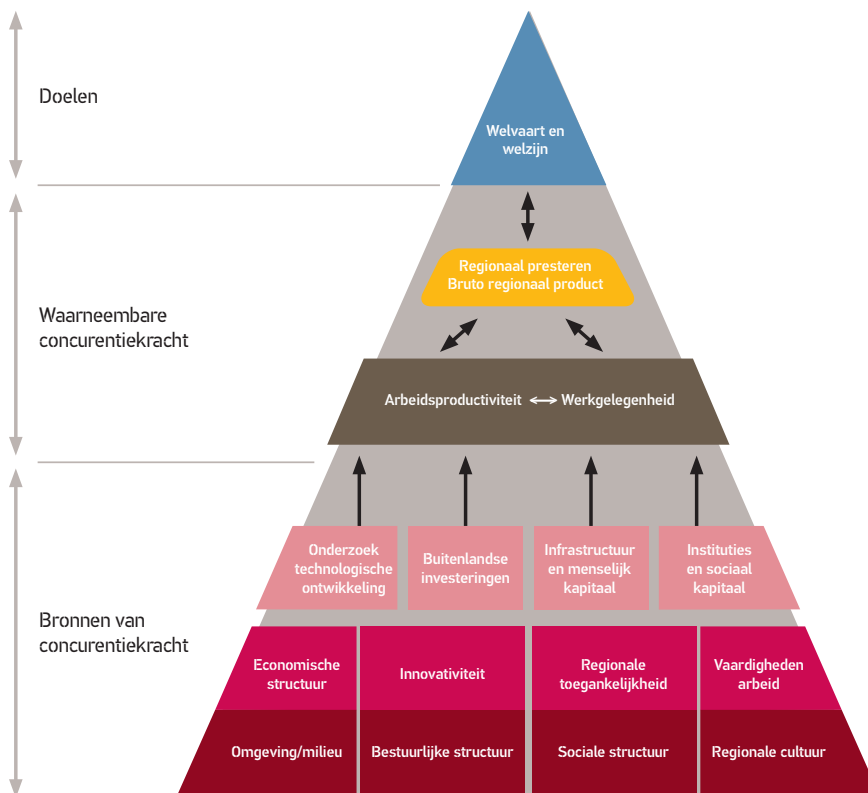 Doelen
Welvaart en
welzijn
Waarneembare
concurentiekracht
Regionaal presteren
Bruto regionaal product
Arbeidsproductiviteit ⟷ Werkgelegenheid
Bronnen van
concurentiekracht
Onderzoek
technologische
ontwikkeling
Buitenlandse
investeringen
Infrastructuur
en menselijk
kapitaal
Instituties
en sociaal
kapitaal
Economische
structuur
Innovativiteit
Regionale
toegankelijkheid
Vaardigheden
arbeid
Omgeving/milieu
Bestuurlijke structuur
Sociale structuur
Regionale cultuur